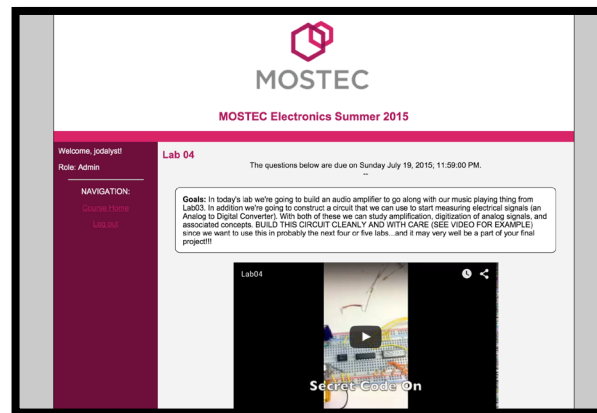 MOSTEC
MOSTEC Electronics Summer 2015
Welcome, jodalyst!
Role: Admin
NAVIGATION:
Course Home
Log out
Lab 04
The questions below are due on Sunday July 19, 2015; 11:59:00 PM.
--
Goals: In today's lab we're going to build an audio amplifier to go along with our music playing thing from
Lab03. In addition we're going to construct a circuit that we can use to start measuring electrical signals (an
Analog to Digital Converter). With both of these we can study amplification, digitization of analog signals, and
associated concepts. BUILD THIS CIRCUIT CLEANLY AND WITH CARE (SEE VIDEO FOR EXAMPLE)
since we want to use this in probably the next four or five labs...and it may very well be a part of your final
project!!!
Lab04
Secret Code On